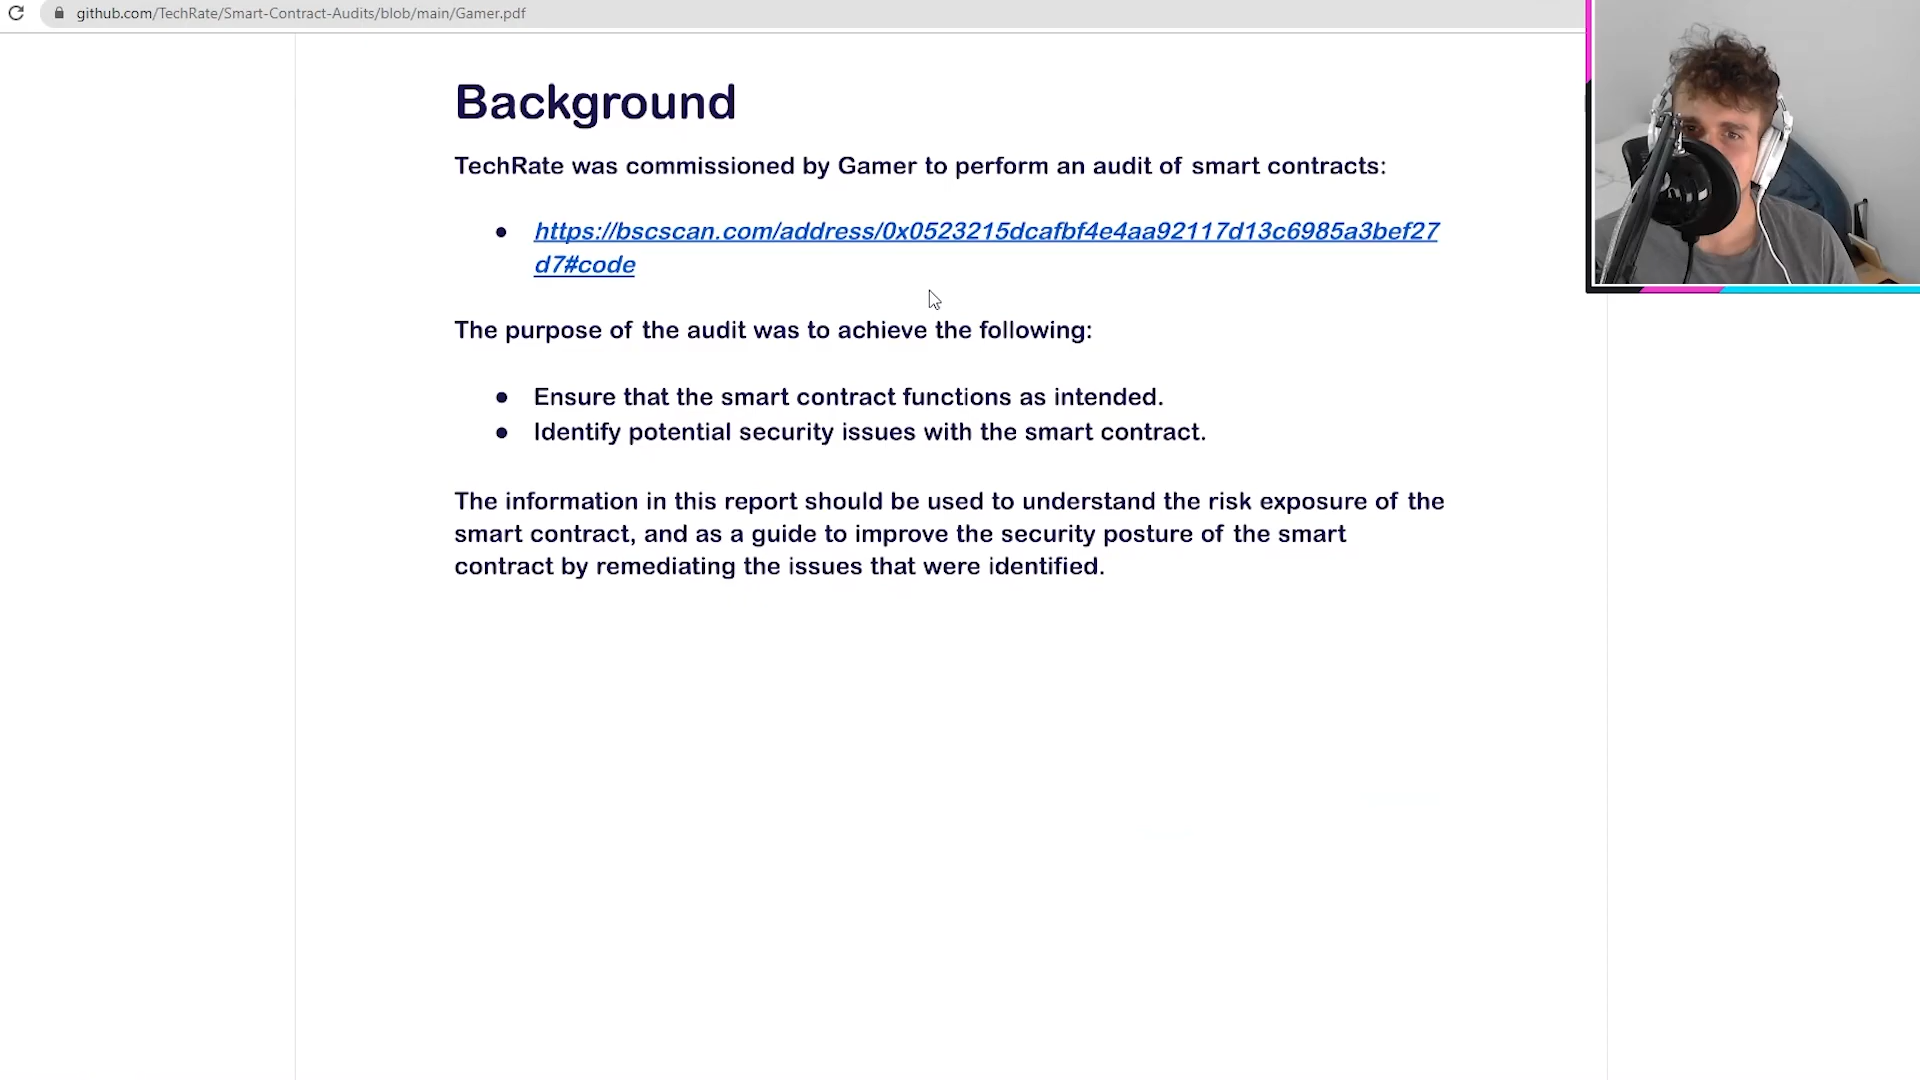 github.com/TechRate/Smart-Contract-Audits/blob/main/Gamer.pdf
Background
TechRate was commissioned by Gamer to perform an audit of smart contracts:
● https://bscscan.com/address/0x0523215dcafbf4e4aa92117d13c6985a3bef27
d7#code
The purpose of the audit was to achieve the following:
● Ensure that the smart contract functions as intended.
● Identify potential security issues with the smart contract.
The information in this report should be used to understand the risk exposure of the
smart contract, and as a guide to improve the security posture of the smart
contract by remediating the issues that were identified.